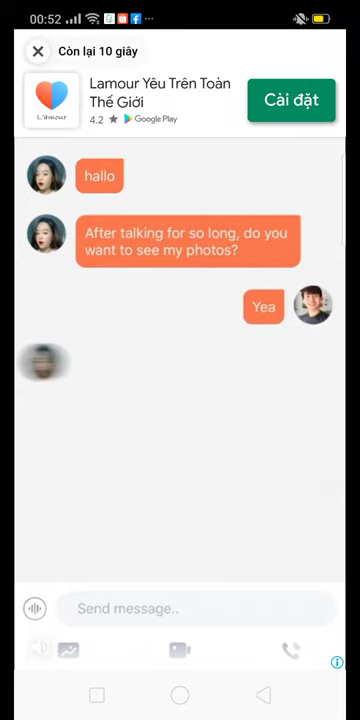 00:52
Còn lại 10 giây
Lamour Yêu Trên Toàn
Thế Giới
L'amour
4.2 ★ Google Play
Cài đặt
hallo
After talking for so long, do you
want to see my photos?
Yea
Send message..